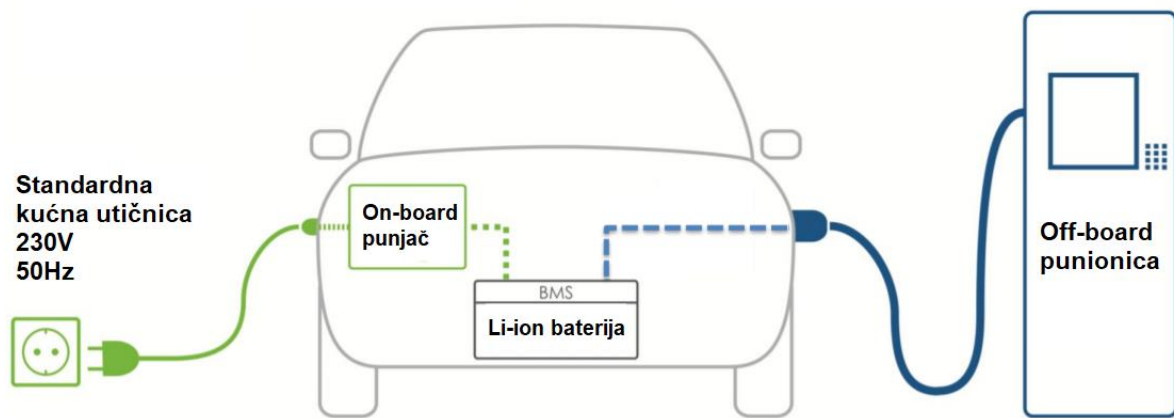 Standardna
kućna utičnica
230V
50Hz
On-board
punjač
BMS
Li-ion baterija
Off-board
punionica